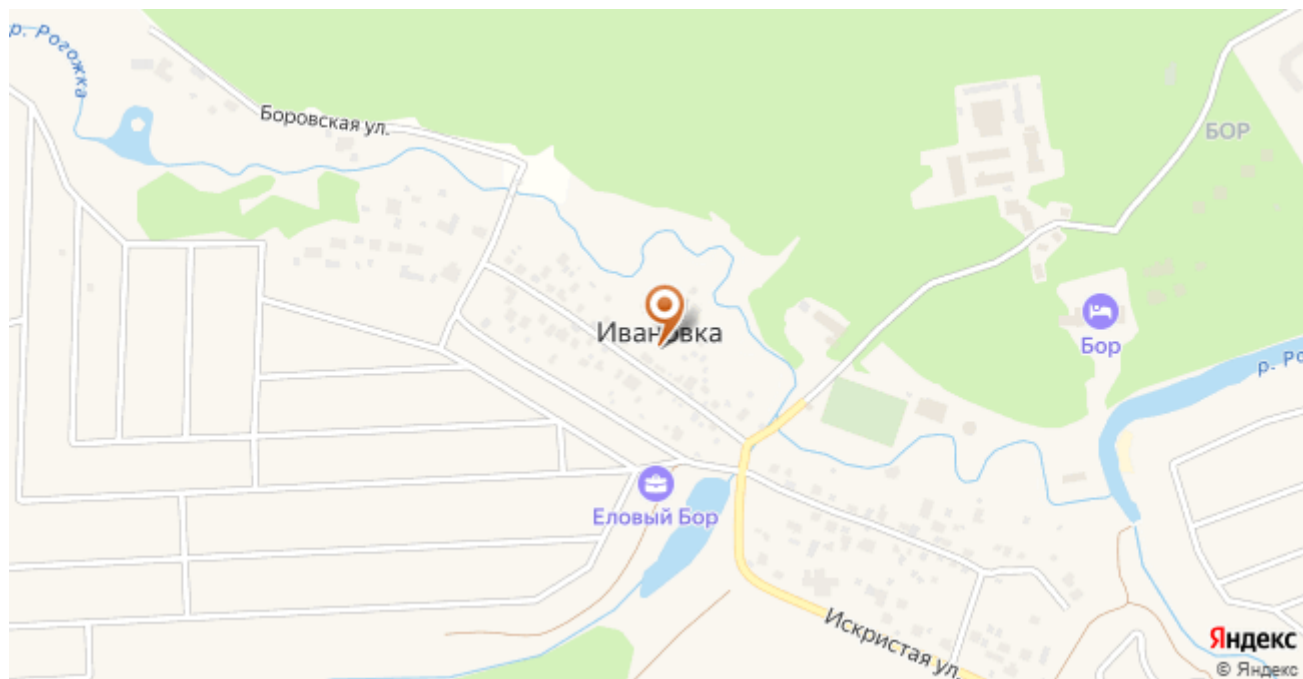 р. Рогожка
Боровская ул.
БОР
Ивановка
Бор
р. Ро
Еловый Бор
Искристая ул.
Яндекс
© Яндекс